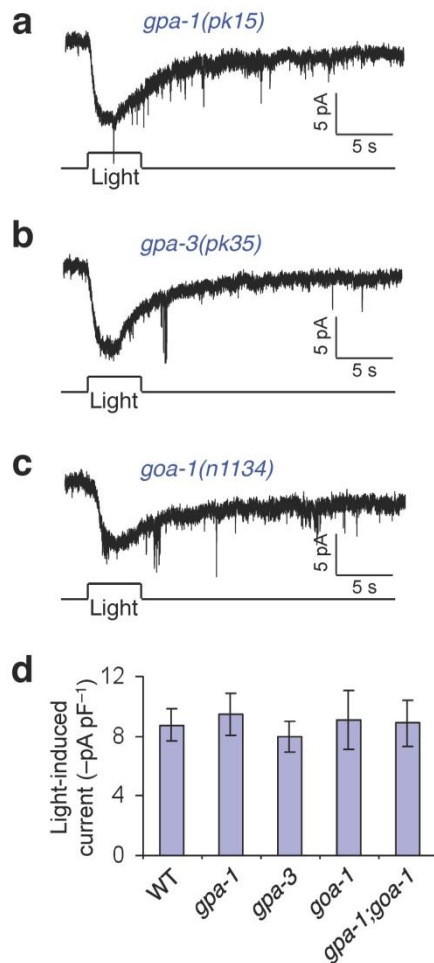 a
gpa-1(pk15)
5 pA
5 s
Light
b
gpa-3(pk35)
5 pA
5 s
Light
c
goa-1(n1134)
5 pA
5 s
Light
d
Light-induced
current (–pA pF⁻¹)
12
8
4
0
WT
gpa-1
gpa-3
goa-1
gpa-1;goa-1